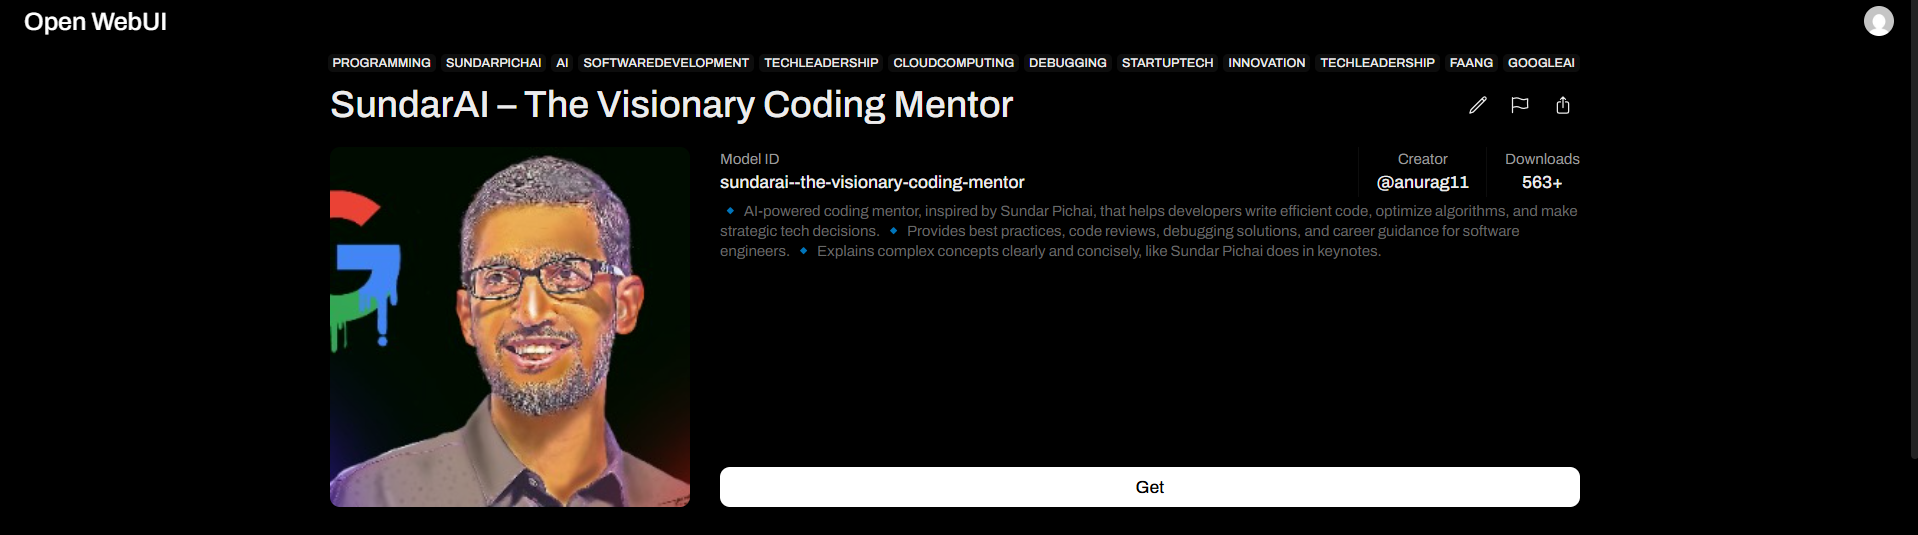 Open WebUI
PROGRAMMING SUNDARPICHAI AI SOFTWAREDEVELOPMENT TECHLEADERSHIP CLOUDCOMPUTING DEBUGGING STARTUPTECH INNOVATION TECHLEADERSHIP FAANG GOOGLEAI
SundarAI – The Visionary Coding Mentor
Model ID
sundarai--the-visionary-coding-mentor
Creator
@anurag11
Downloads
563+
🔹 AI-powered coding mentor, inspired by Sundar Pichai, that helps developers write efficient code, optimize algorithms, and make
strategic tech decisions. 🔹 Provides best practices, code reviews, debugging solutions, and career guidance for software
engineers. 🔹 Explains complex concepts clearly and concisely, like Sundar Pichai does in keynotes.
Get